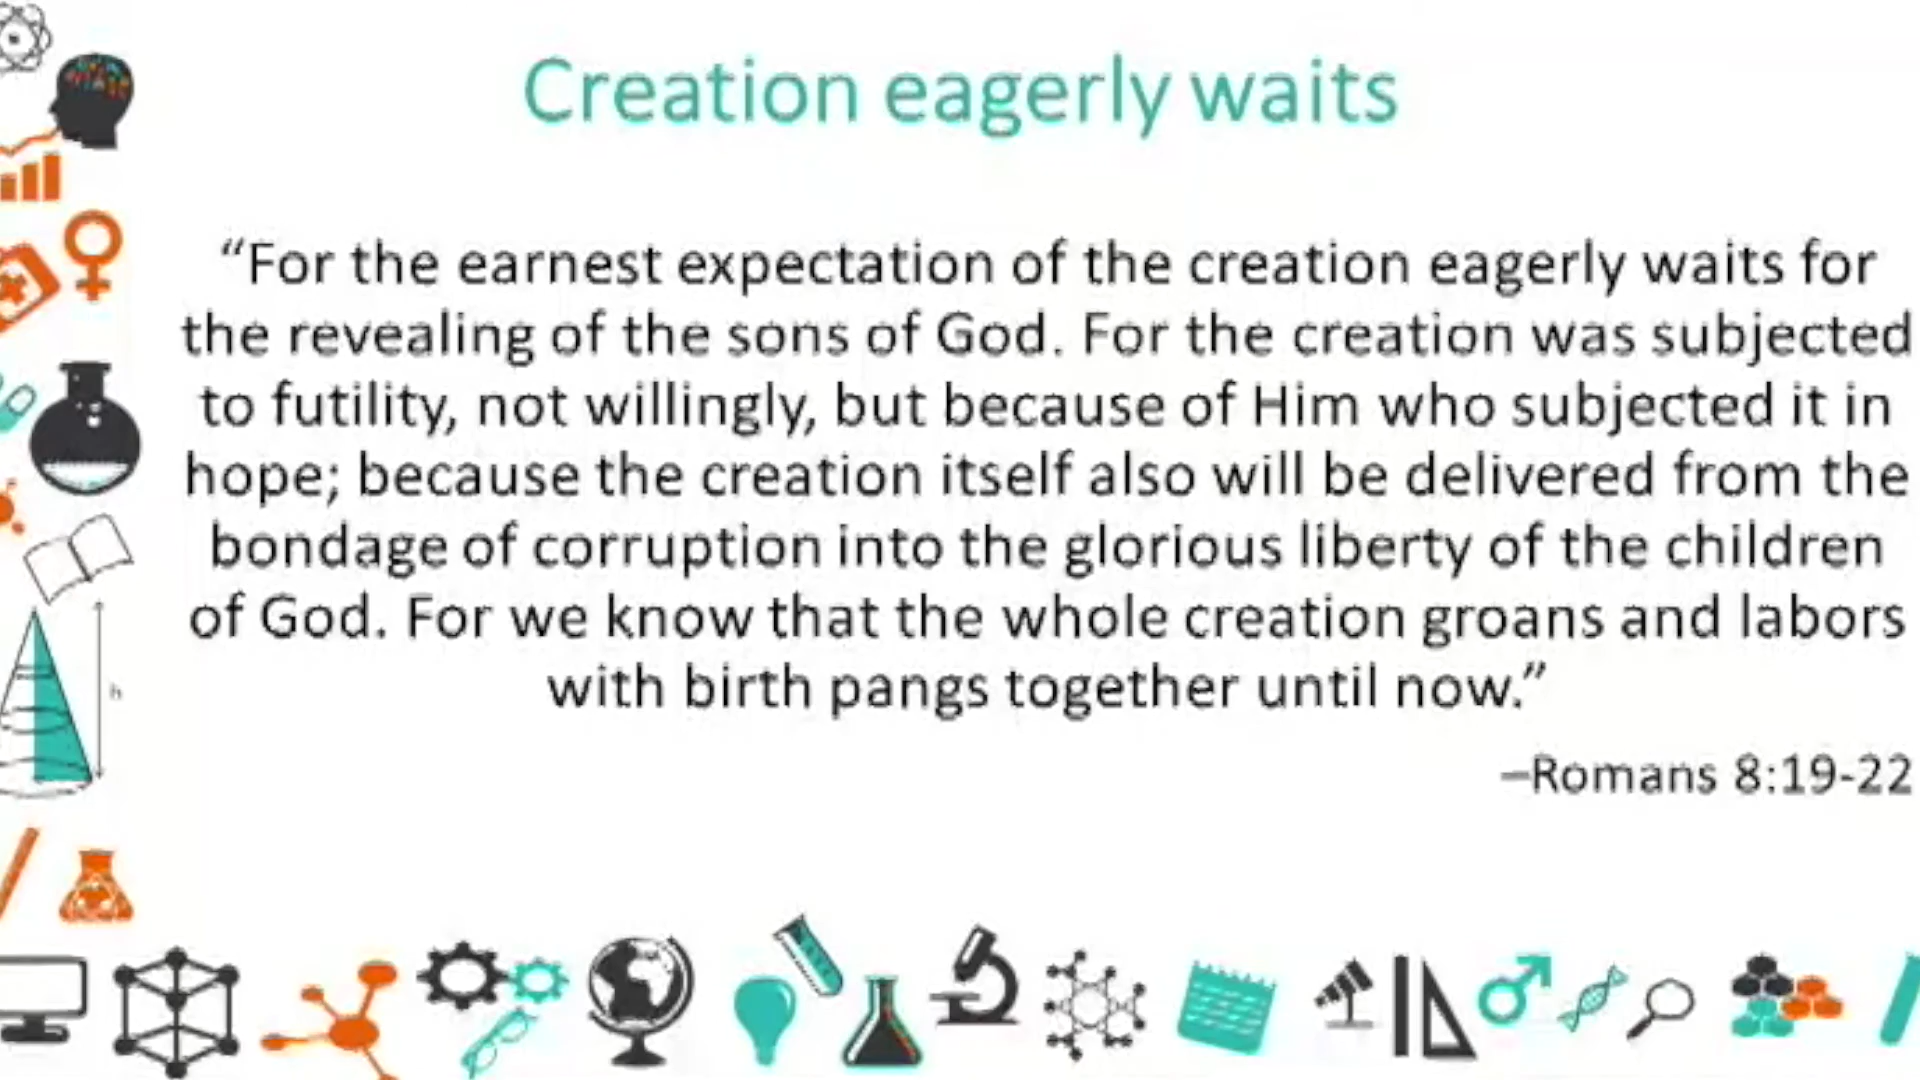 Creation eagerly waits
“For the earnest expectation of the creation eagerly waits for
the revealing of the sons of God. For the creation was subjected
to futility, not willingly, but because of Him who subjected it in
hope; because the creation itself also will be delivered from the
bondage of corruption into the glorious liberty of the children
of God. For we know that the whole creation groans and labors
with birth pangs together until now.”
–Romans 8:19-22
h